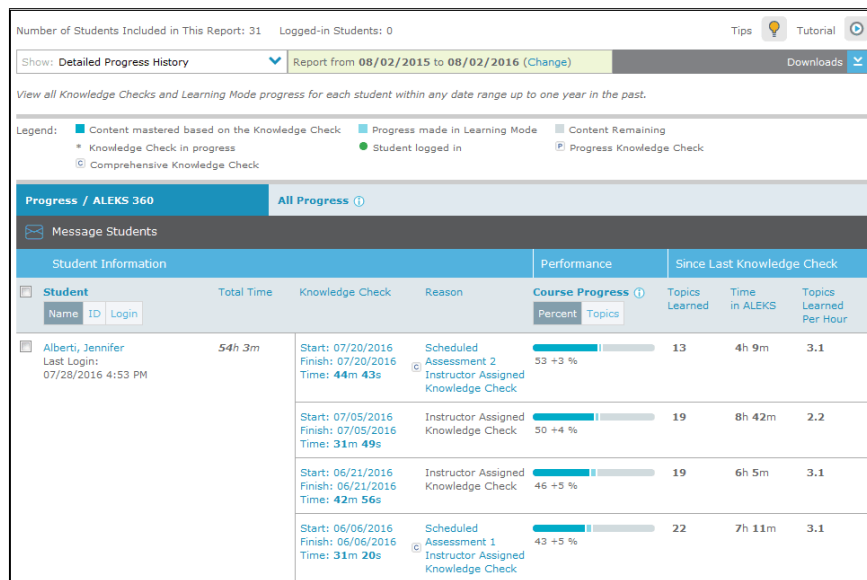 Number of Students Included in This Report: 31 Logged-in Students: 0 Tips Tutorial
Show: Detailed Progress History Report from 08/02/2015 to 08/02/2016 (Change) Downloads
View all Knowledge Checks and Learning Mode progress for each student within any date range up to one year in the past.
Legend: Content mastered based on the Knowledge Check Progress made in Learning Mode Content Remaining
* Knowledge Check in progress Student logged in P Progress Knowledge Check
C Comprehensive Knowledge Check
Progress / ALEKS 360 All Progress
Message Students
Student Information Performance Since Last Knowledge Check
Student Total Time Knowledge Check Reason Course Progress Topics Learned Time in ALEKS Topics Learned Per Hour
Name ID Login Percent Topics
Alberti, Jennifer 54h 3m Start: 07/20/2016 Scheduled 13 4h 9m 3.1
Last Login: Finish: 07/20/2016 C Assessment 2 53 +3 %
07/28/2016 4:53 PM Time: 44m 43s Instructor Assigned
Knowledge Check
Start: 07/05/2016 Instructor Assigned 19 8h 42m 2.2
Finish: 07/05/2016 Knowledge Check 50 +4 %
Time: 31m 49s
Start: 06/21/2016 Instructor Assigned 19 6h 5m 3.1
Finish: 06/21/2016 Knowledge Check 46 +5 %
Time: 42m 56s
Start: 06/06/2016 Scheduled 22 7h 11m 3.1
Finish: 06/06/2016 C Assessment 1 43 +5 %
Time: 31m 20s Instructor Assigned
Knowledge Check